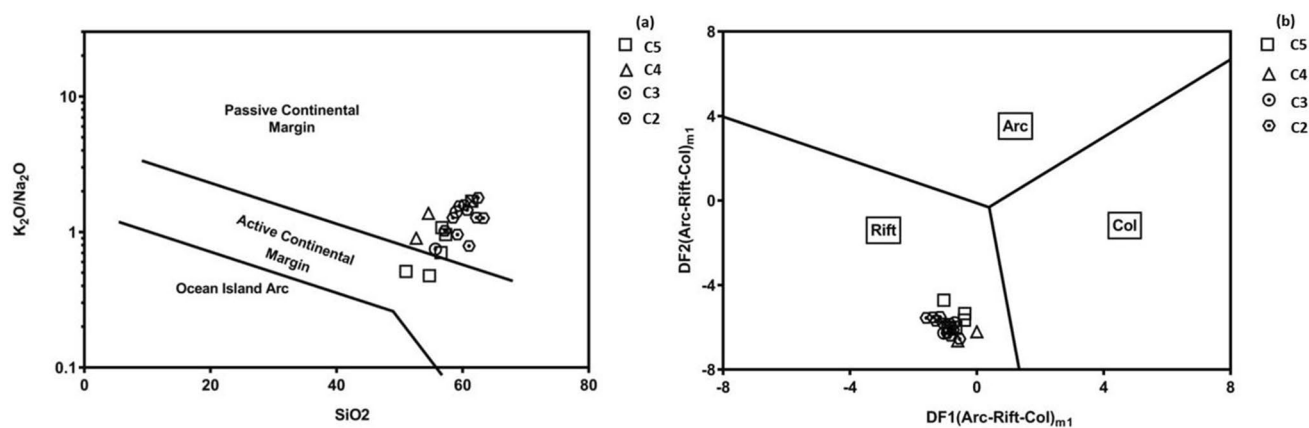 (a)
C5
C4
C3
C2
10
1
0.1
K2O/Na2O
Passive Continental
Margin
Active Continental
Margin
Ocean Island Arc
0
20
40
60
80
SiO2
(b)
C5
C4
C3
C2
8
4
0
-4
-8
DF2(Arc-Rift-Col)m1
Arc
Rift
Col
-8
-4
0
4
8
DF1(Arc-Rift-Col)m1